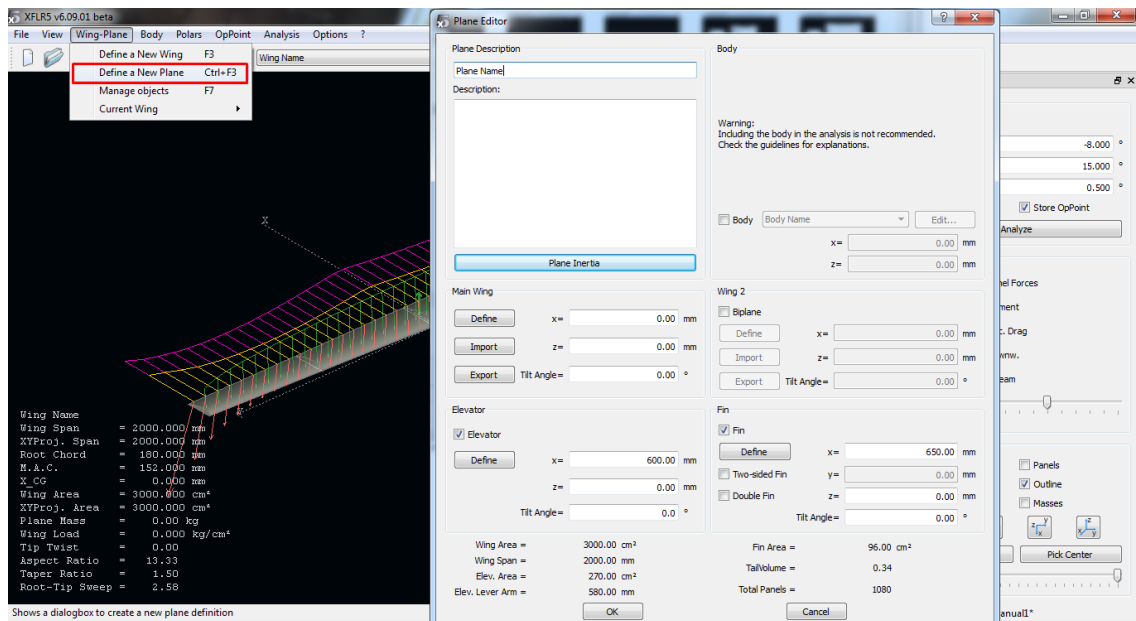 XFLR5 v6.09.01 beta
File View Wing-Plane Body Polars OpPoint Analysis Options ?
Define a New Wing F3
Define a New Plane Ctrl+F3
Manage objects F7
Current Wing
Wing Name
X
Wing Name
Wing Span = 2000.000 mm
XYProj. Span = 2000.000 mm
Root Chord = 180.000 mm
M.A.C. = 152.000 mm
X_CG = 0.000 mm
Wing Area = 3000.000 cm²
XYProj. Area = 3000.000 cm²
Plane Mass = 0.00 kg
Wing Load = 0.000 kg/cm²
Tip Twist = 0.00
Aspect Ratio = 13.33
Taper Ratio = 1.50
Root-Tip Sweep = 2.58
Shows a dialogbox to create a new plane definition
Plane Editor
Plane Description
Plane Name
Description:
Plane Inertia
Body
Warning:
Including the body in the analysis is not recommended.
Check the guidelines for explanations.
Body Body Name Edit...
x= 0.00 mm
z= 0.00 mm
Main Wing
Define x= 0.00 mm
Import z= 0.00 mm
Export Tilt Angle= 0.00 °
Wing 2
Biplane
Define x= 0.00 mm
Import z= 0.00 mm
Export Tilt Angle= 0.00 °
Elevator
Elevator
Define x= 600.00 mm
z= 0.00 mm
Tilt Angle= 0.0 °
Fin
Fin
Define x= 650.00 mm
Two-sided Fin y= 0.00 mm
Double Fin z= 0.00 mm
Tilt Angle= 0.00 °
Wing Area = 3000.00 cm²
Wing Span = 2000.00 mm
Elev. Area = 270.00 cm²
Elev. Lever Arm = 580.00 mm
Fin Area = 96.00 cm²
TailVolume = 0.34
Total Panels = 1080
OK Cancel
-8.000 °
15.000 °
0.500 °
Store OpPoint
Analyze
Forces
Drag
Panels
Outline
Masses
Pick Center